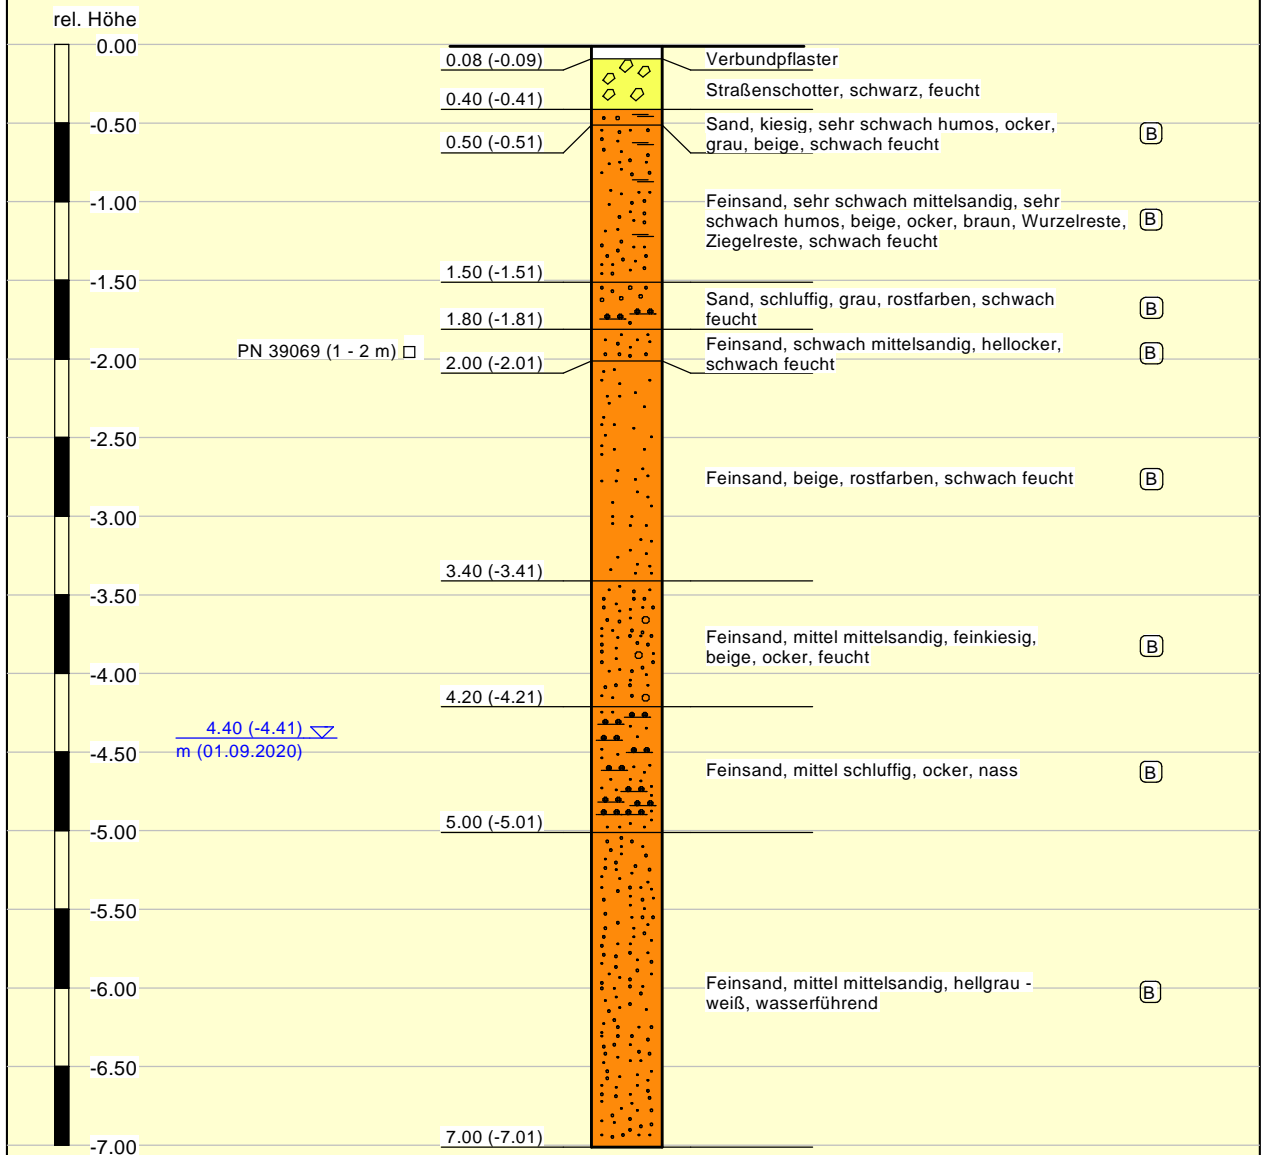 rel. Höhe
0.00
0.08 (-0.09)
Verbundpflaster
Straßenschotter, schwarz, feucht
0.40 (-0.41)
-0.50
Sand, kiesig, sehr schwach humos, ocker,
grau, beige, schwach feucht
B
0.50 (-0.51)
-1.00
Feinsand, sehr schwach mittelsandig, sehr
schwach humos, beige, ocker, braun, Wurzelreste,
Ziegelreste, schwach feucht
B
1.50 (-1.51)
-1.50
Sand, schluffig, grau, rostfarben, schwach
feucht
B
1.80 (-1.81)
PN 39069 (1 - 2 m)
Feinsand, schwach mittelsandig, hellocker,
schwach feucht
B
-2.00
2.00 (-2.01)
-2.50
Feinsand, beige, rostfarben, schwach feucht
B
-3.00
3.40 (-3.41)
-3.50
Feinsand, mittel mittelsandig, feinkiesig,
beige, ocker, feucht
B
-4.00
4.20 (-4.21)
4.40 (-4.41)
m (01.09.2020)
-4.50
Feinsand, mittel schluffig, ocker, nass
B
5.00 (-5.01)
-5.00
-5.50
-6.00
Feinsand, mittel mittelsandig, hellgrau -
weiß, wasserführend
B
-6.50
7.00 (-7.01)
-7.00